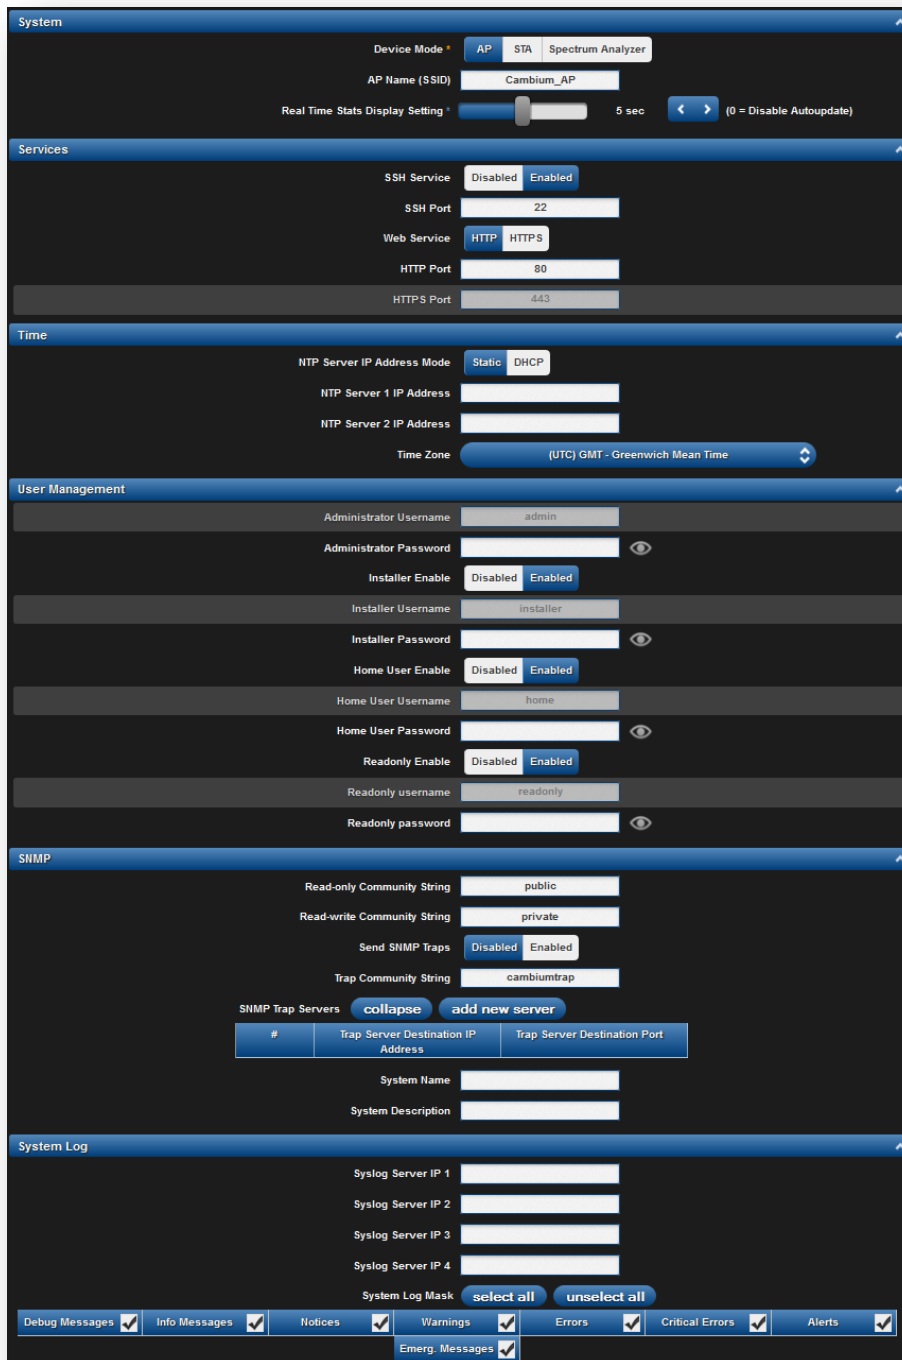 System
Device Mode * AP STA Spectrum Analyzer
AP Name (SSID) Cambium_AP
Real Time Stats Display Setting * 5 sec < > (0 = Disable Autoupdate)
Services
SSH Service Disabled Enabled
SSH Port 22
Web Service HTTP HTTPS
HTTP Port 80
HTTPS Port 443
Time
NTP Server IP Address Mode Static DHCP
NTP Server 1 IP Address
NTP Server 2 IP Address
Time Zone (UTC) GMT - Greenwich Mean Time
User Management
Administrator Username admin
Administrator Password
Installer Enable Disabled Enabled
Installer Username installer
Installer Password
Home User Enable Disabled Enabled
Home User Username home
Home User Password
Readonly Enable Disabled Enabled
Readonly username readonly
Readonly password
SNMP
Read-only Community String public
Read-write Community String private
Send SNMP Traps Disabled Enabled
Trap Community String cambiumtrap
SNMP Trap Servers collapse add new server
# Trap Server Destination IP Trap Server Destination Port
Address
System Name
System Description
System Log
Syslog Server IP 1
Syslog Server IP 2
Syslog Server IP 3
Syslog Server IP 4
System Log Mask select all unselect all
Debug Messages Info Messages Notices Warnings Errors Critical Errors Alerts
Emerg. Messages